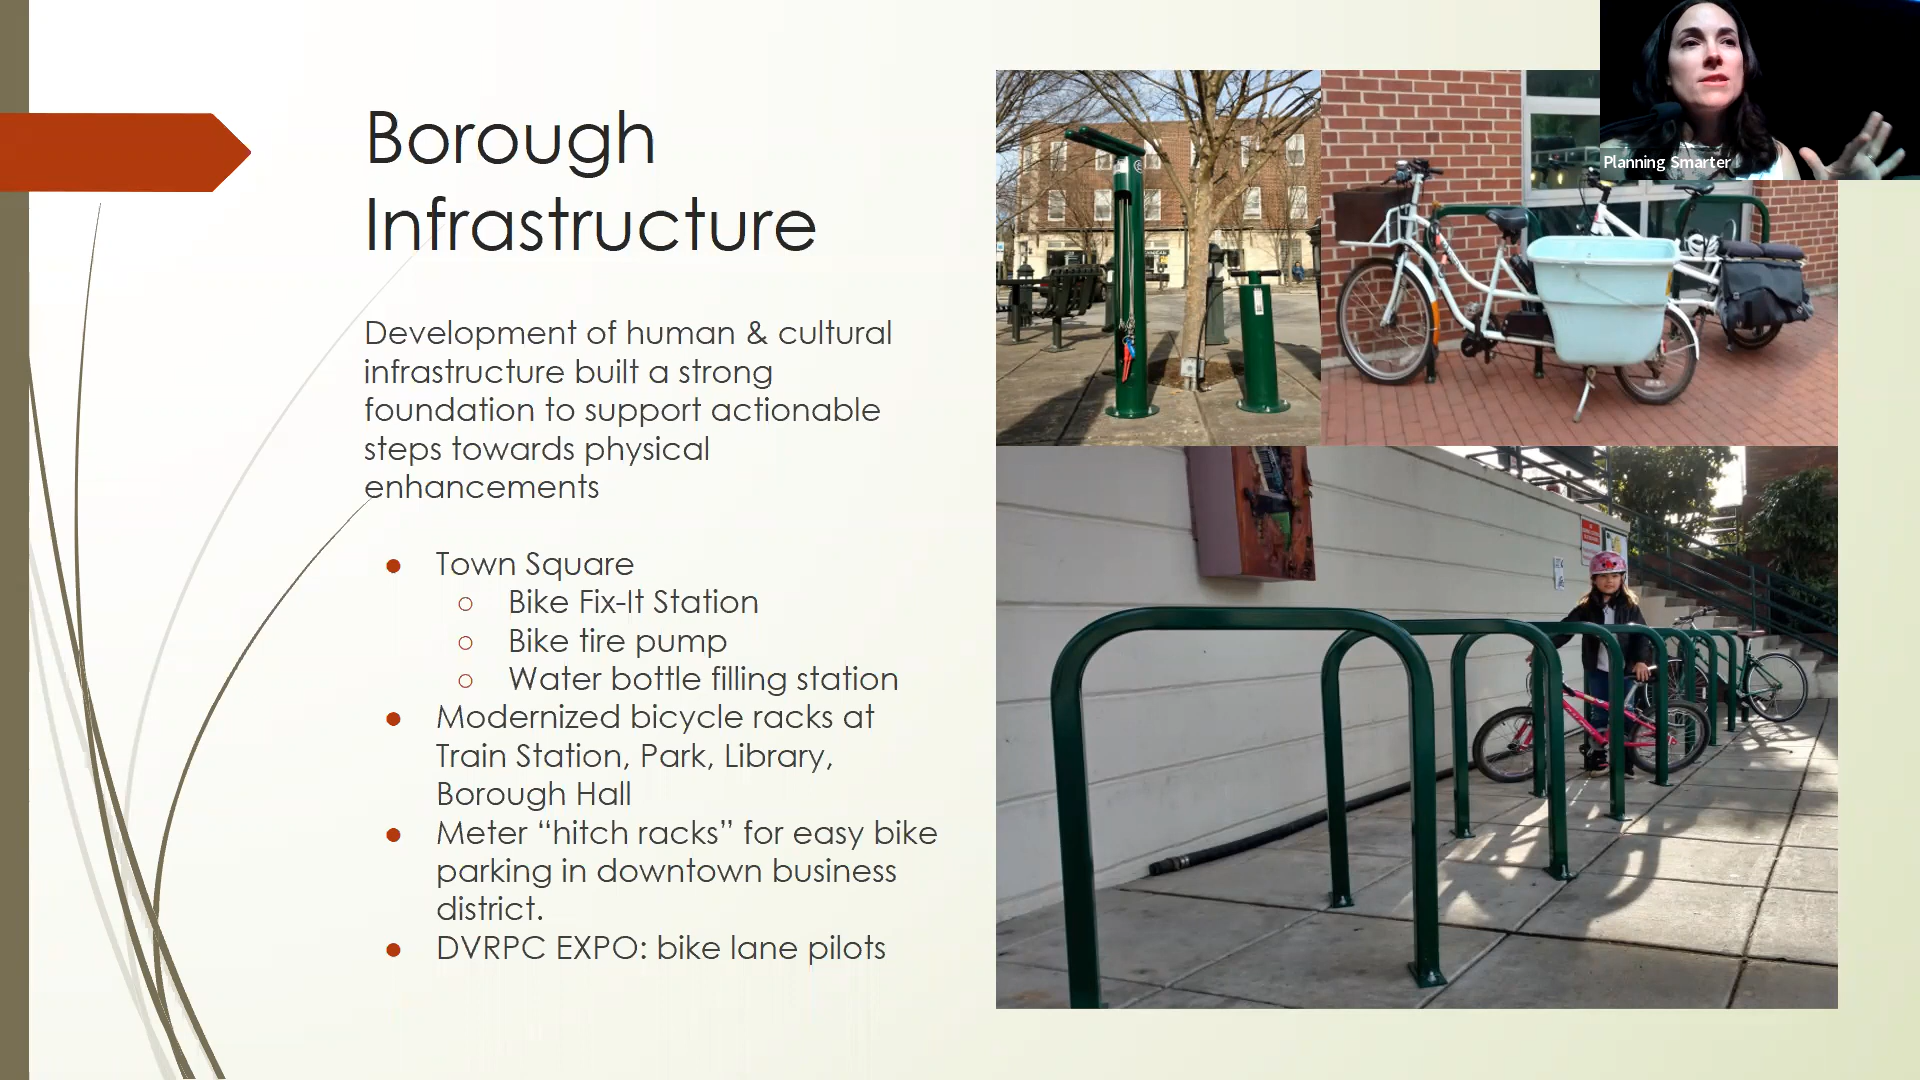 Borough
Infrastructure
Development of human & cultural
infrastructure built a strong
foundation to support actionable
steps towards physical
enhancements
Town Square
Bike Fix-It Station
Bike tire pump
Water bottle filling station
Modernized bicycle racks at
Train Station, Park, Library,
Borough Hall
Meter “hitch racks” for easy bike
parking in downtown business
district.
DVRPC EXPO: bike lane pilots
Planning Smarter